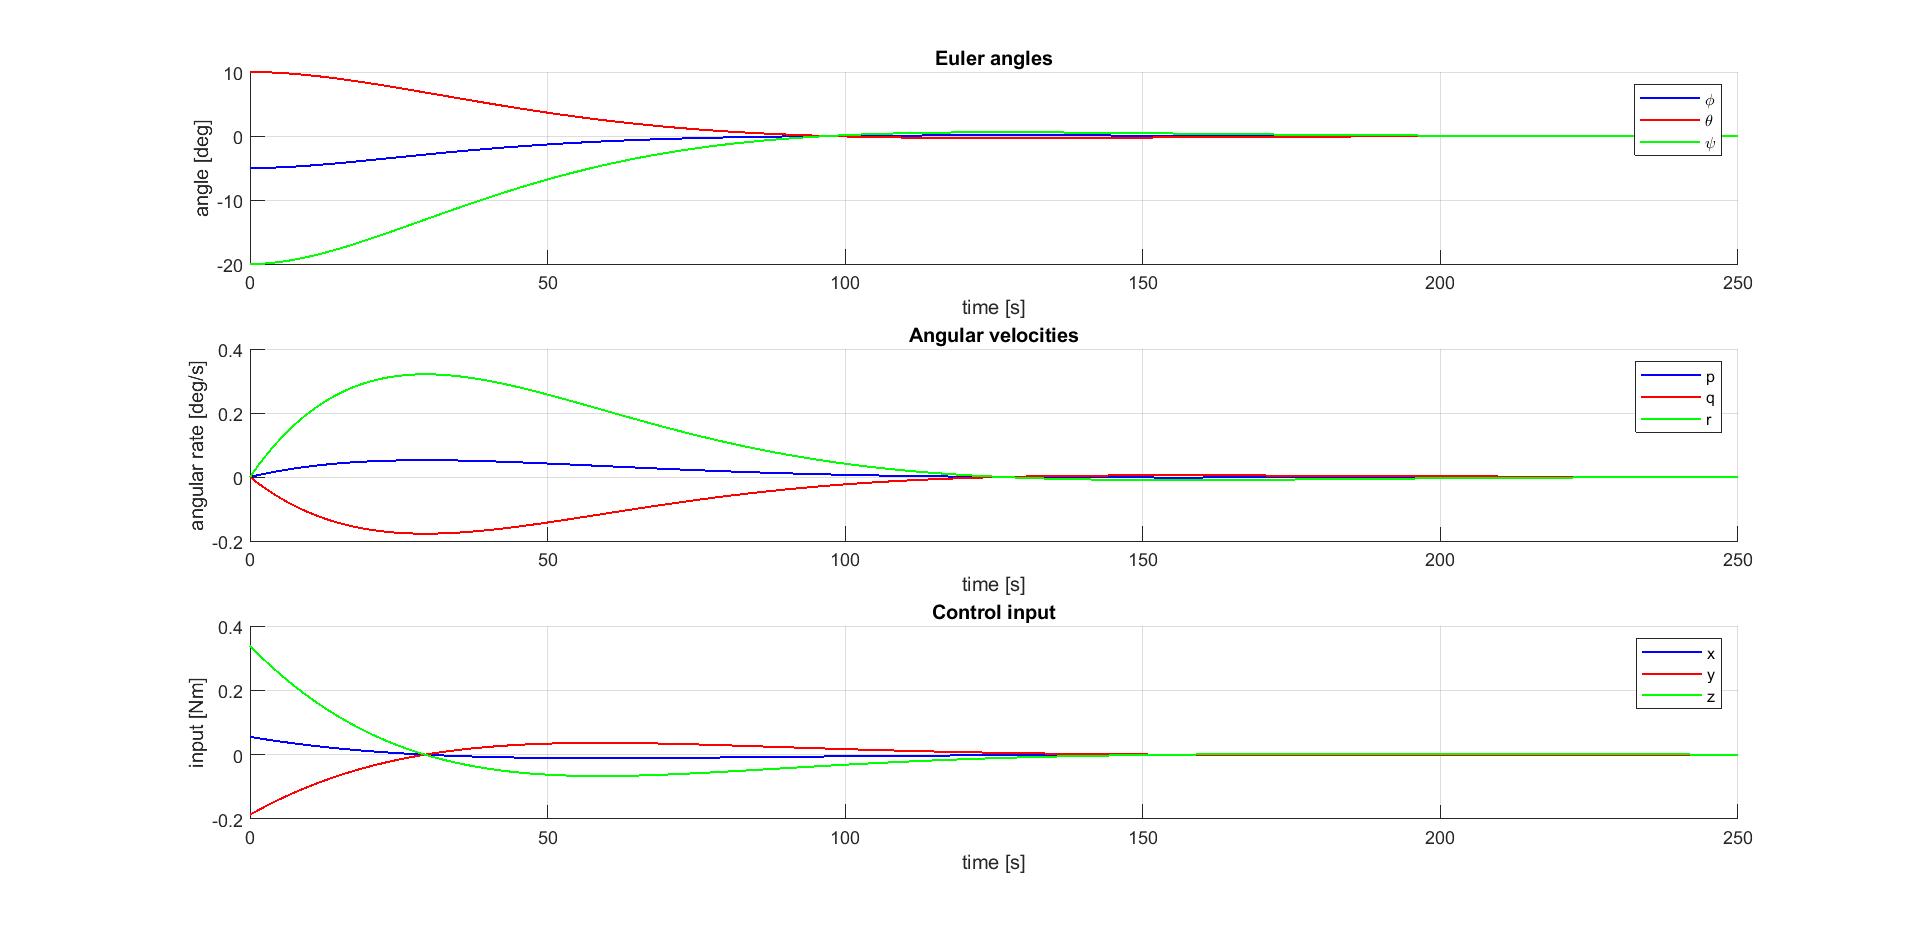 Euler angles
angle [deg]
10
0
-10
-20
0 50 100 150 200 250
time [s]
ϕ
θ
ψ
Angular velocities
angular rate [deg/s]
0.4
0.2
0
-0.2
0 50 100 150 200 250
time [s]
p
q
r
Control input
input [Nm]
0.4
0.2
0
-0.2
0 50 100 150 200 250
time [s]
x
y
z